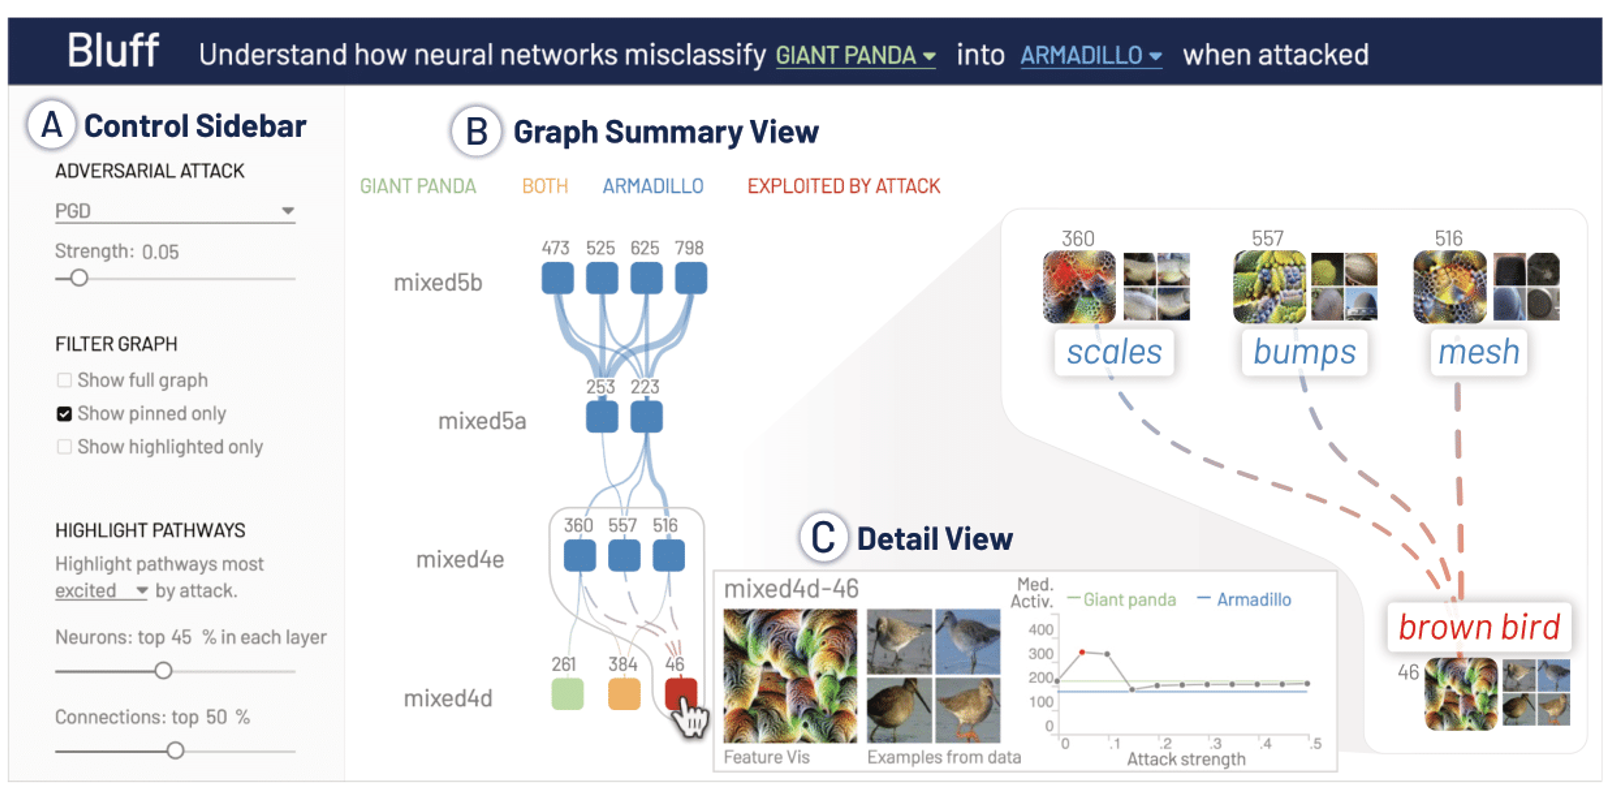 Bluff Understand how neural networks misclassify GIANT PANDA into ARMADILLO when attacked
A Control Sidebar
ADVERSARIAL ATTACK
PGD
Strength: 0.05
FILTER GRAPH
Show full graph
Show pinned only
Show highlighted only
HIGHLIGHT PATHWAYS
Highlight pathways most
excited by attack.
Neurons: top 45 % in each layer
Connections: top 50 %
B Graph Summary View
GIANT PANDA BOTH ARMADILLO EXPLOITED BY ATTACK
473 525 625 798
mixed5b
253 223
mixed5a
360 557 516
mixed4e
261 384 46
mixed4d
360 557 516
scales bumps mesh
brown bird
46
C Detail View
mixed4d-46
Feature Vis
Examples from data
Med.
Activ.
Giant panda Armadillo
400
300
200
100
0
0 .1 .2 .3 .4 .5
Attack strength